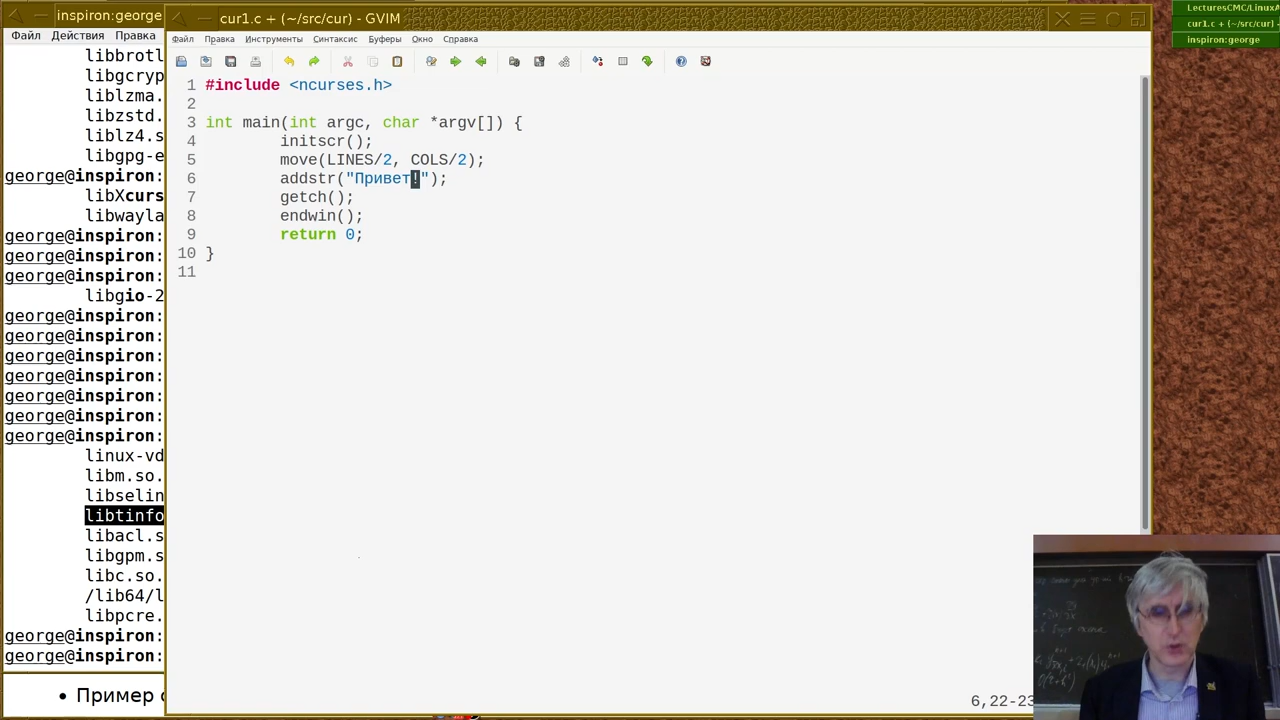 inspiron:george
Файл Действия Правка
libbrotl
libgcryp
liblzma.
libzstd.
liblz4.s
libgpg-e
george@inspiron:
libXcurs
libwayla
george@inspiron:
george@inspiron:
george@inspiron:
libgio-2
george@inspiron:
george@inspiron:
george@inspiron:
george@inspiron:
george@inspiron:
george@inspiron:
george@inspiron:
linux-vd
libm.so.
libselin
libtinfo
libacl.s
libgpm.s
libc.so.
/lib64/l
libpcre.
george@inspiron:
george@inspiron:
• Пример
cur1.c + (~/src/cur) - GVIM
Файл Правка Инструменты Синтаксис Буферы Окно Справка
1 #include <ncurses.h>
2
3 int main(int argc, char *argv[]) {
4 initscr();
5 move(LINES/2, COLS/2);
6 addstr("Привет!");
7 getch();
8 endwin();
9 return 0;
10 }
11
6,22-23
LecturesCMC/LinuxA
cur1.c + (~/src/cur) -
inspiron:george